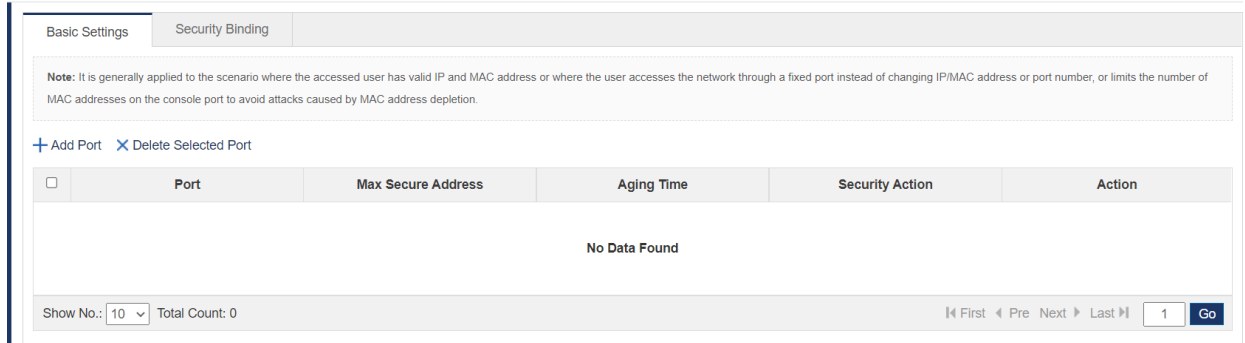 Basic Settings
Security Binding
Note: It is generally applied to the scenario where the accessed user has valid IP and MAC address or where the user accesses the network through a fixed port instead of changing IP/MAC address or port number, or limits the number of
MAC addresses on the console port to avoid attacks caused by MAC address depletion.
Add Port Delete Selected Port
Port Max Secure Address Aging Time Security Action Action
No Data Found
Show No.: 10 Total Count: 0 First Pre Next Last 1 Go